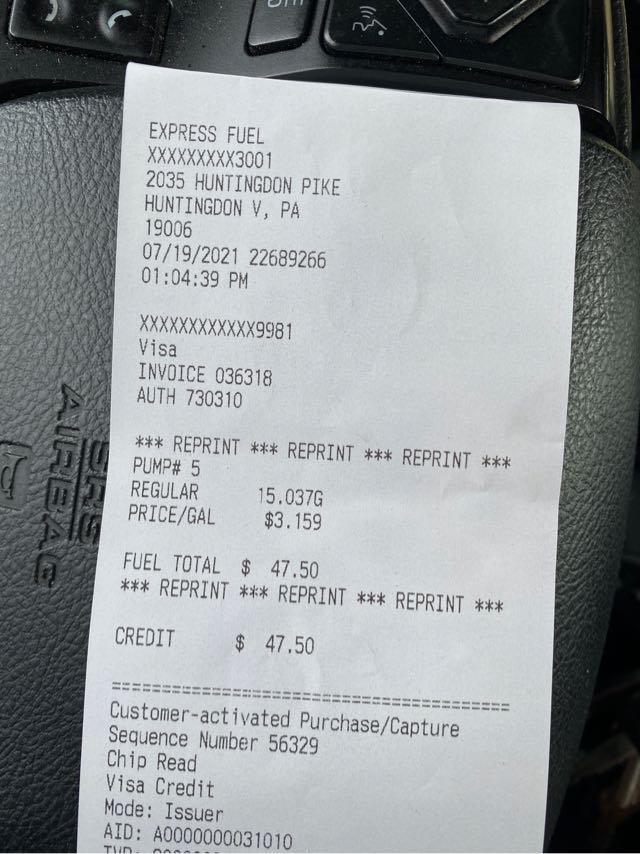 OFF
EXPRESS FUEL
XXXXXXXXX3001
2035 HUNTINGDON PIKE
HUNTINGDON V, PA
19006
07/19/2021 22689266
01:04:39 PM
XXXXXXXXXXXX9981
Visa
INVOICE 036318
AUTH 730310
*** REPRINT *** REPRINT *** REPRINT ***
PUMP# 5
REGULAR 15.037G
PRICE/GAL $3.159
FUEL TOTAL $ 47.50
*** REPRINT *** REPRINT *** REPRINT ***
CREDIT $ 47.50
=======================================
Customer-activated Purchase/Capture
Sequence Number 56329
Chip Read
Visa Credit
Mode: Issuer
AID: A0000000031010
SRS
AIRBAG